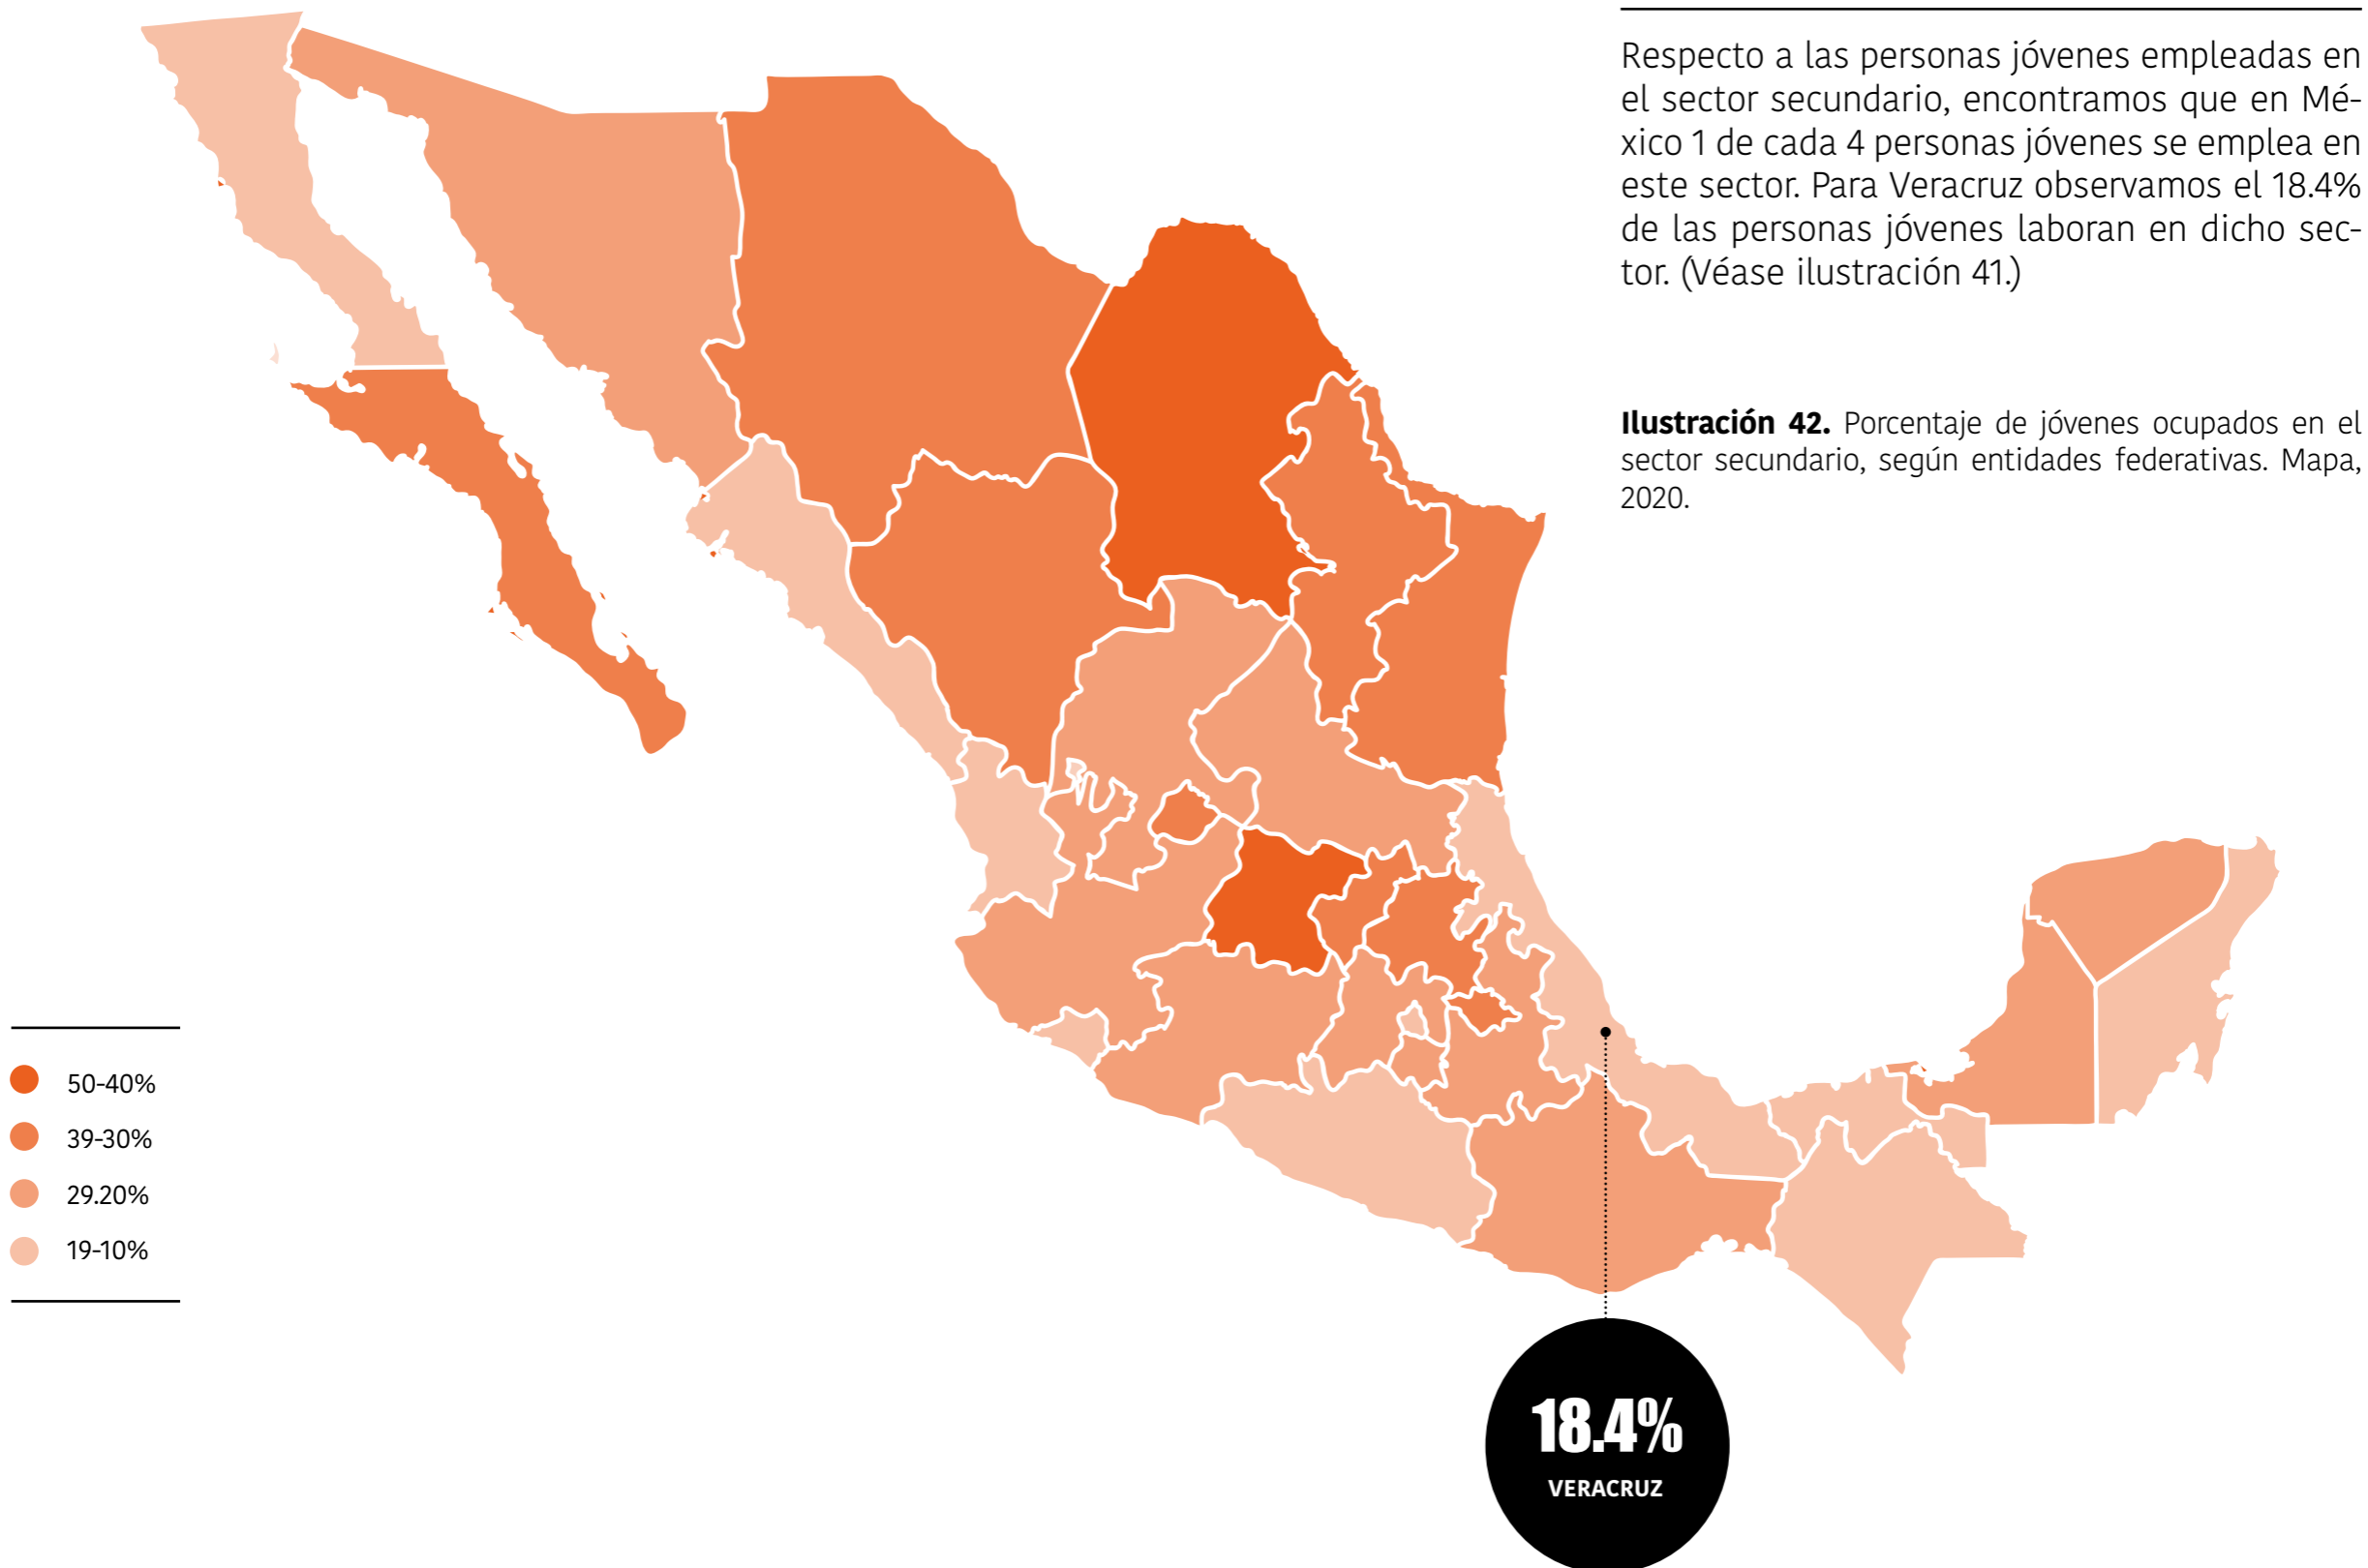 Respecto a las personas jóvenes empleadas en
el sector secundario, encontramos que en Mé-
xico 1 de cada 4 personas jóvenes se emplea en
este sector. Para Veracruz observamos el 18.4%
de las personas jóvenes laboran en dicho sec-
tor. (Véase ilustración 41.)
Ilustración 42. Porcentaje de jóvenes ocupados en el
sector secundario, según entidades federativas. Mapa,
2020.
50-40%
39-30%
29.20%
19-10%
18.4%
VERACRUZ